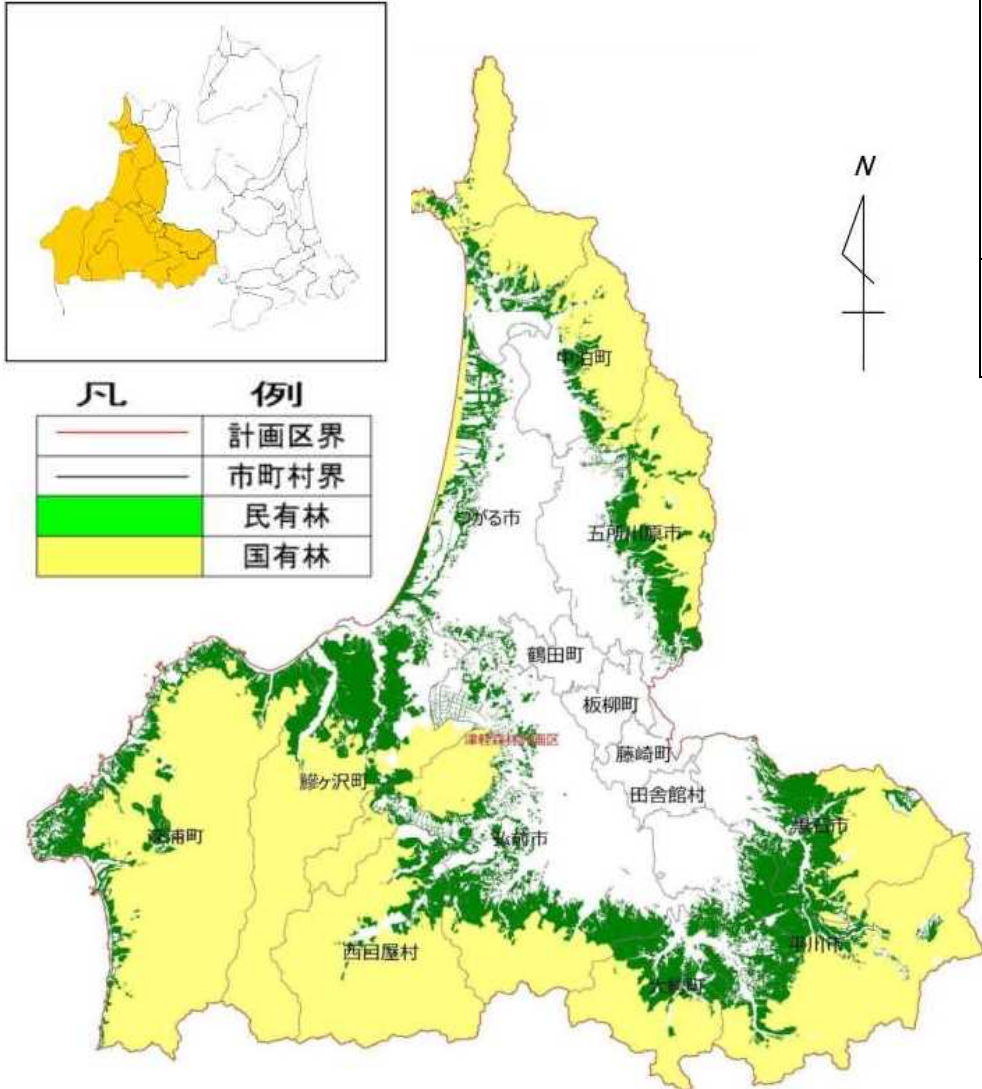 N
凡 例
計画区界
市町村界
民有林
国有林
中泊町
つがる市
五所川原市
鶴田町
板柳町
津軽森林計画区
藤崎町
鰺ヶ沢町
田舎館村
深浦町
弘前市
黒石市
西目屋村
平川市
大鰐町